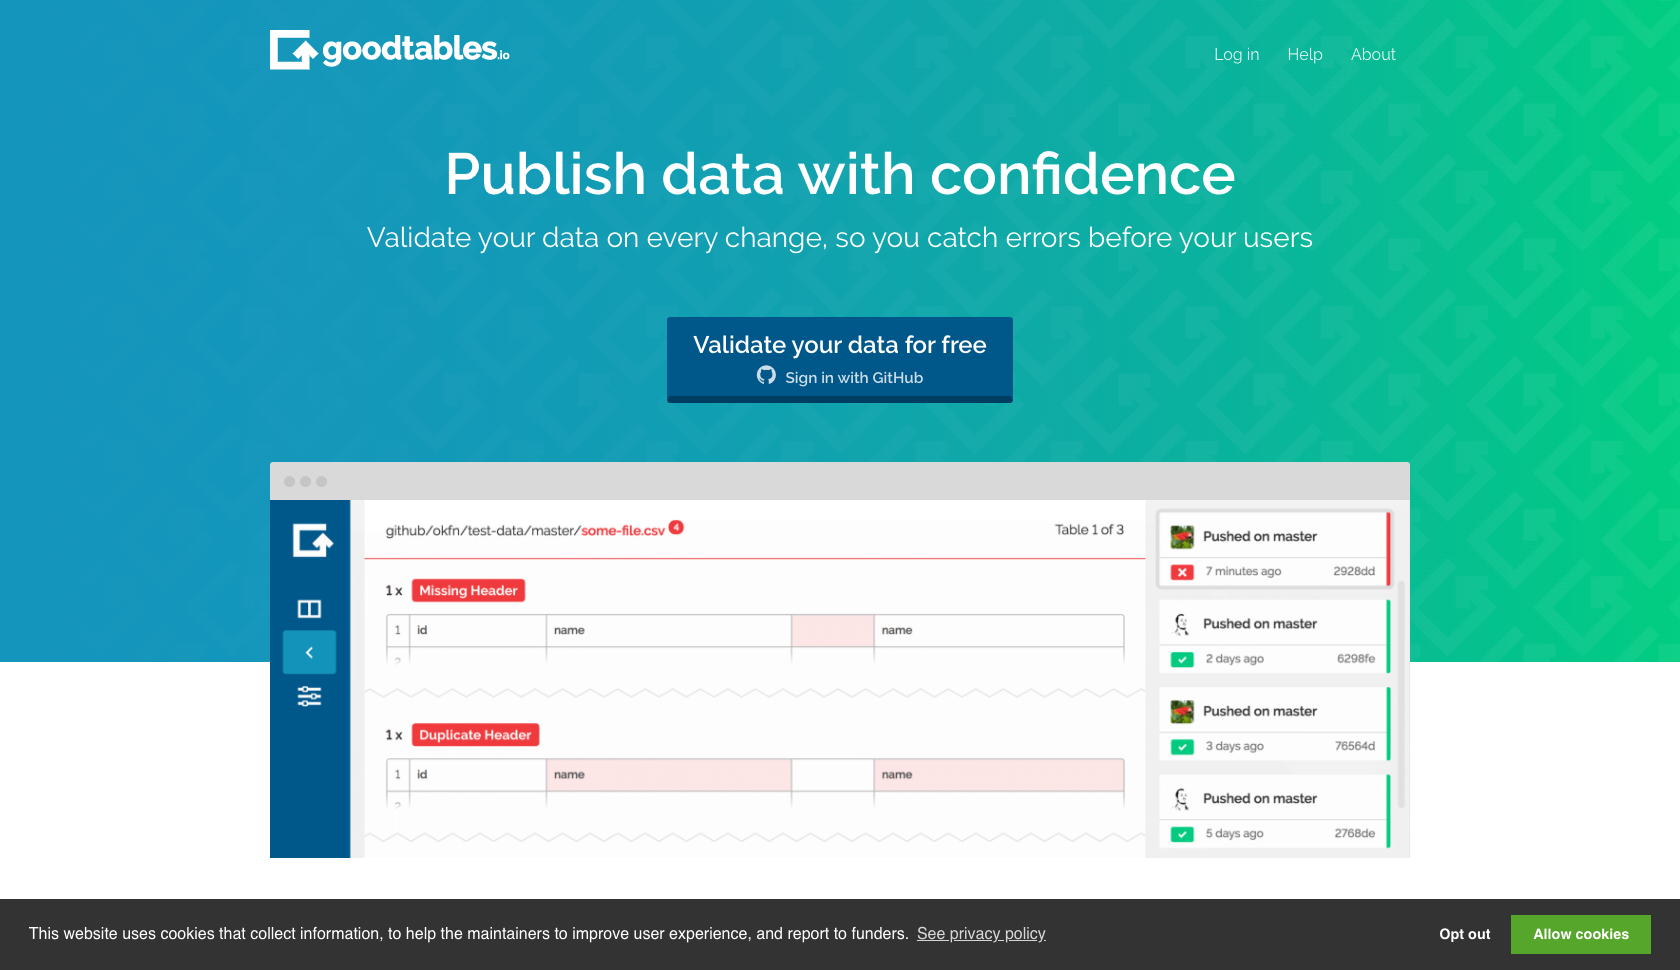 goodtables.io
Log in Help About
Publish data with confidence
Validate your data on every change, so you catch errors before your users
Validate your data for free
Sign in with GitHub
github/okfn/test-data/master/some-file.csv 4
Table 1 of 3
1 x Missing Header
1 id name name
2
1 x Duplicate Header
1 id name name
2
Pushed on master
7 minutes ago 2928dd
Pushed on master
2 days ago 6298fe
Pushed on master
3 days ago 76564d
Pushed on master
5 days ago 2768de
This website uses cookies that collect information, to help the maintainers to improve user experience, and report to funders. See privacy policy
Opt out Allow cookies